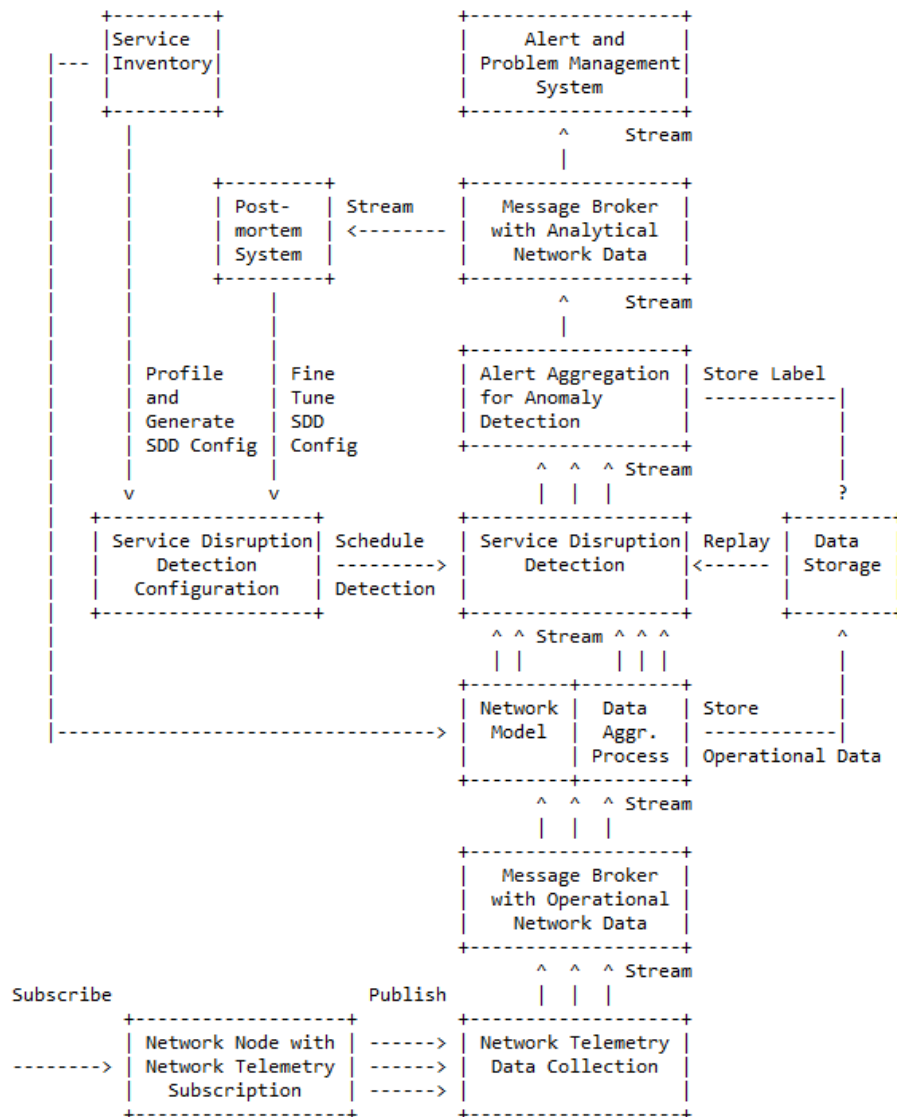 Service
Inventory
Alert and
Problem Management
System
Stream
Post-
mortem
System
Stream
Message Broker
with Analytical
Network Data
Stream
Profile
and
Generate
SDD Config
Fine
Tune
SDD
Config
Alert Aggregation
for Anomaly
Detection
Store Label
Stream
?
Service Disruption
Detection
Configuration
Schedule
Detection
Service Disruption
Detection
Replay
Data
Storage
Stream
Network
Model
Data
Aggr.
Process
Store
Operational Data
Stream
Message Broker
with Operational
Network Data
Stream
Subscribe
Publish
Network Node with
Network Telemetry
Subscription
Network Telemetry
Data Collection